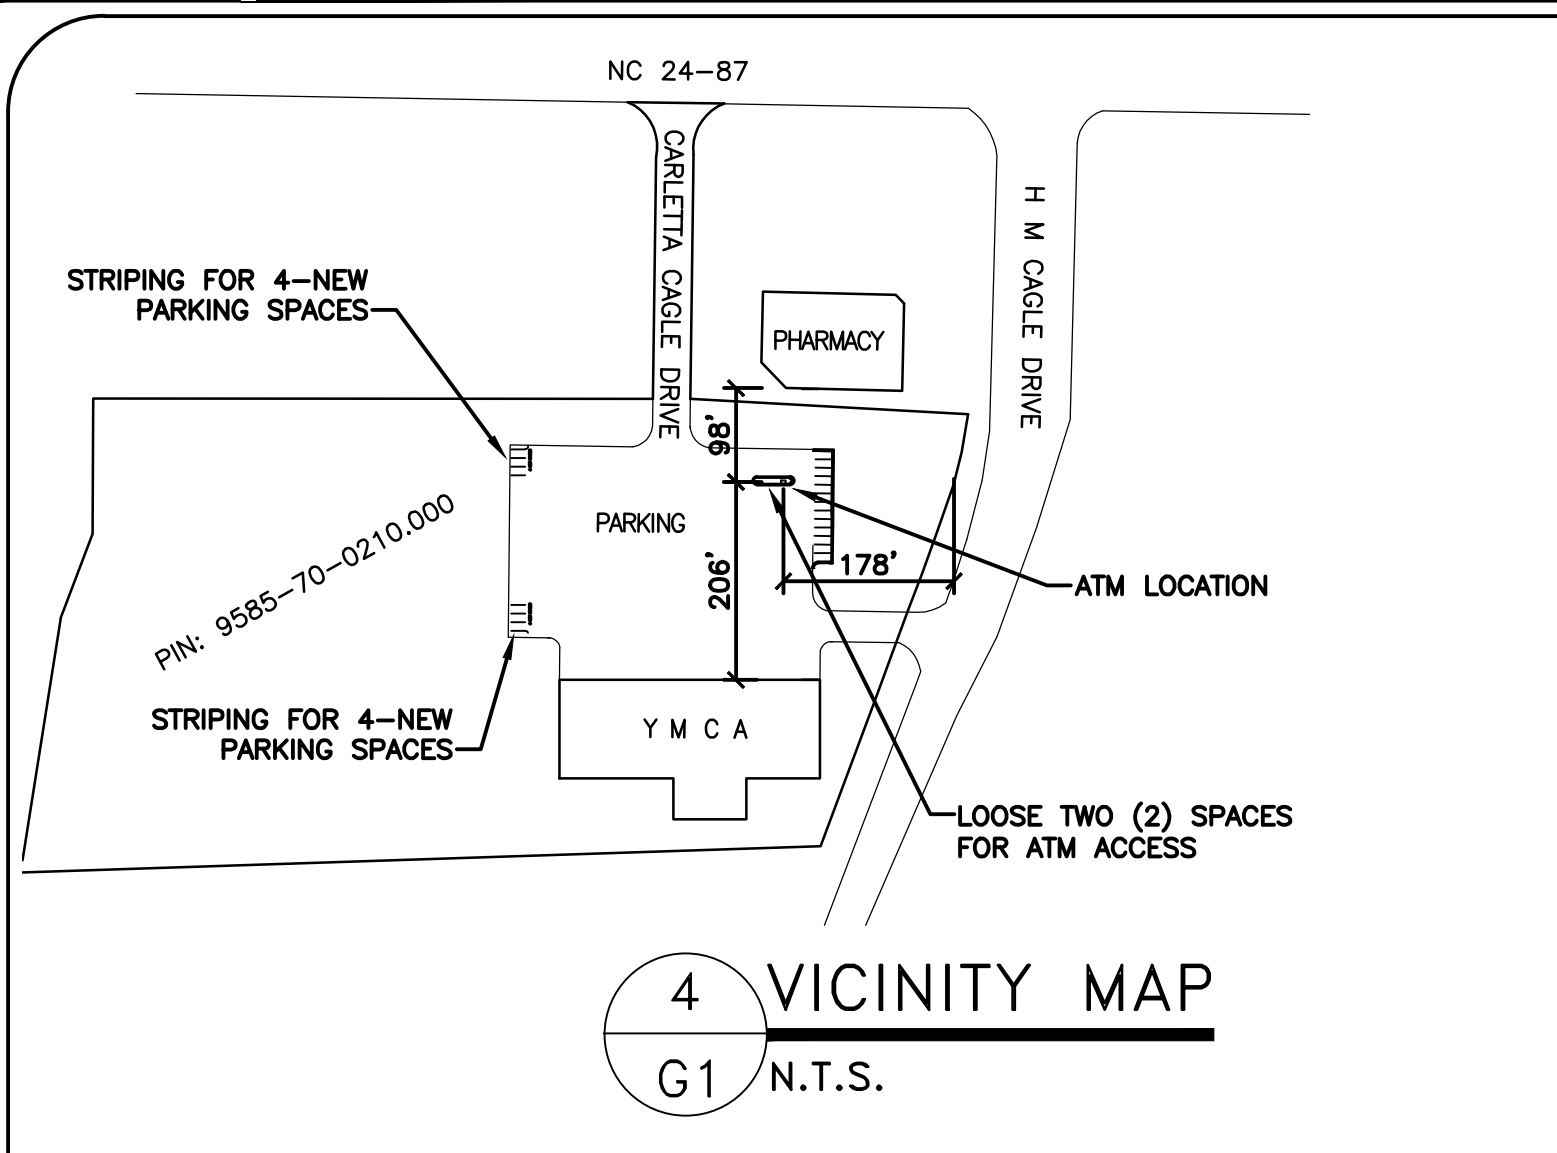 NC 24-87
CARLETTA CAGLE DRIVE
H M CAGLE DRIVE
STRIPING FOR 4-NEW
PARKING SPACES
PHARMACY
98'
PARKING
PIN: 9585-70-0210.000
206'
178'
ATM LOCATION
STRIPING FOR 4-NEW
PARKING SPACES
Y M C A
LOOSE TWO (2) SPACES
FOR ATM ACCESS
4
VICINITY MAP
G1
N.T.S.